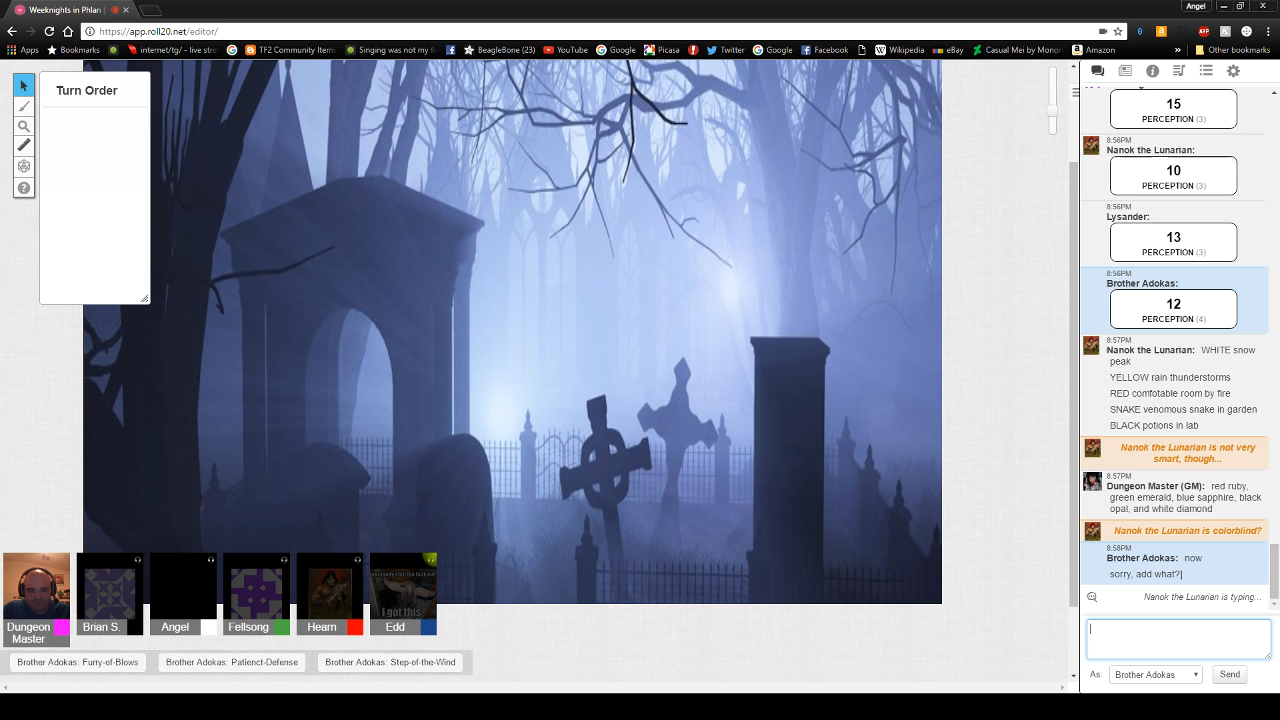 Weeknights in Phlan
Angel
https://app.roll20.net/editor/
Apps
Bookmarks
internet/tg/ - live stre
TF2 Community Items
Singing was not my f
BeagleBone (23)
YouTube
Google
Picasa
Twitter
Google
Facebook
Wikipedia
eBay
Casual Mei by Monor
Amazon
»
Other bookmarks
Turn Order
15
PERCEPTION (3)
8:56PM
Nanok the Lunarian:
10
PERCEPTION (3)
8:56PM
Lysander:
13
PERCEPTION (3)
8:56PM
Brother Adokas:
12
PERCEPTION (4)
8:57PM
Nanok the Lunarian: WHITE snow
peak
YELLOW rain thunderstorms
RED comfotable room by fire
SNAKE venomous snake in garden
BLACK potions in lab
Nanok the Lunarian is not very
smart, though...
8:57PM
Dungeon Master (GM): red ruby,
green emerald, blue sapphire, black
opal, and white diamond
Nanok the Lunarian is colorblind?
8:58PM
Brother Adokas: now
sorry, add what?]
Nanok the Lunarian is typing...
As:
Brother Adokas
Send
I got this
Dungeon
Master
Brian S.
Angel
Fellsong
Hearn
Edd
Brother Adokas: Furry-of-Blows
Brother Adokas: Patienct-Defense
Brother Adokas: Step-of-the-Wind